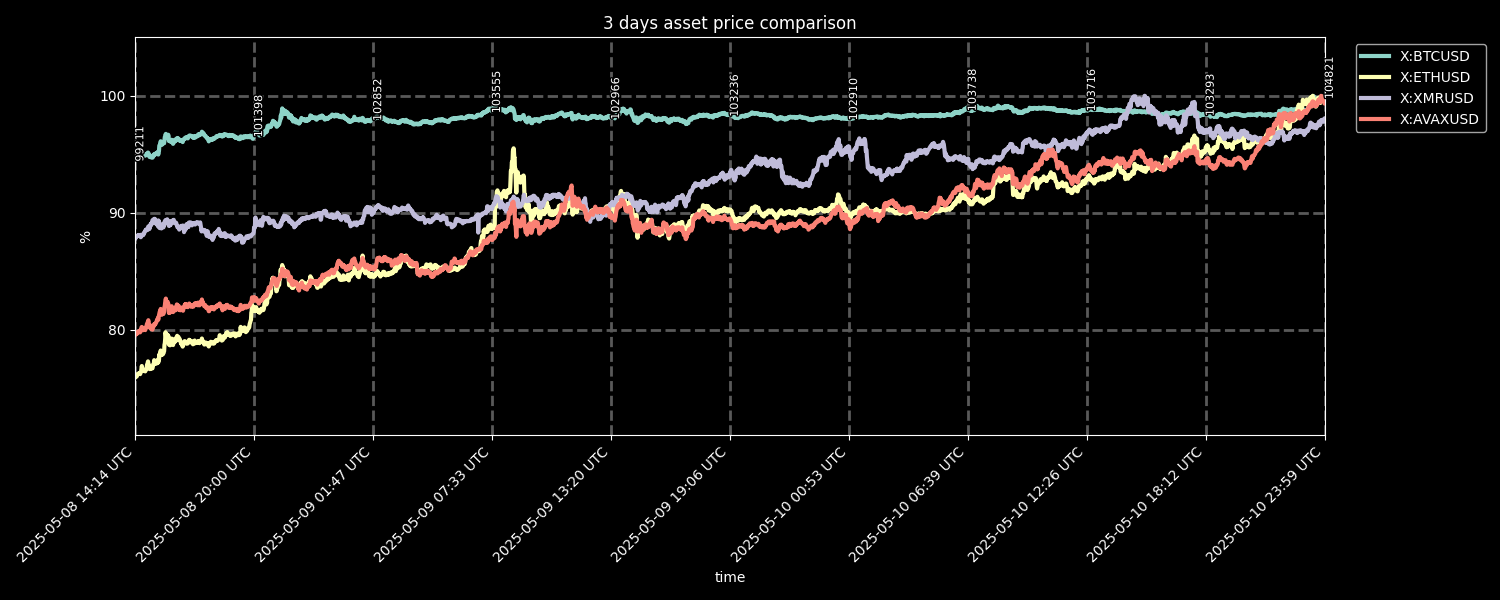 3 days asset price comparison
X:BTCUSD
X:ETHUSD
X:XMRUSD
X:AVAXUSD
100
90
80
%
992111
101398
102852
103555
102966
103236
102910
103738
103716
103293
104821
2025-05-08 14:14 UTC
2025-05-08 20:00 UTC
2025-05-09 01:47 UTC
2025-05-09 07:33 UTC
2025-05-09 13:20 UTC
2025-05-09 19:06 UTC
2025-05-10 00:53 UTC
2025-05-10 06:39 UTC
2025-05-10 12:26 UTC
2025-05-10 18:12 UTC
2025-05-10 23:59 UTC
time